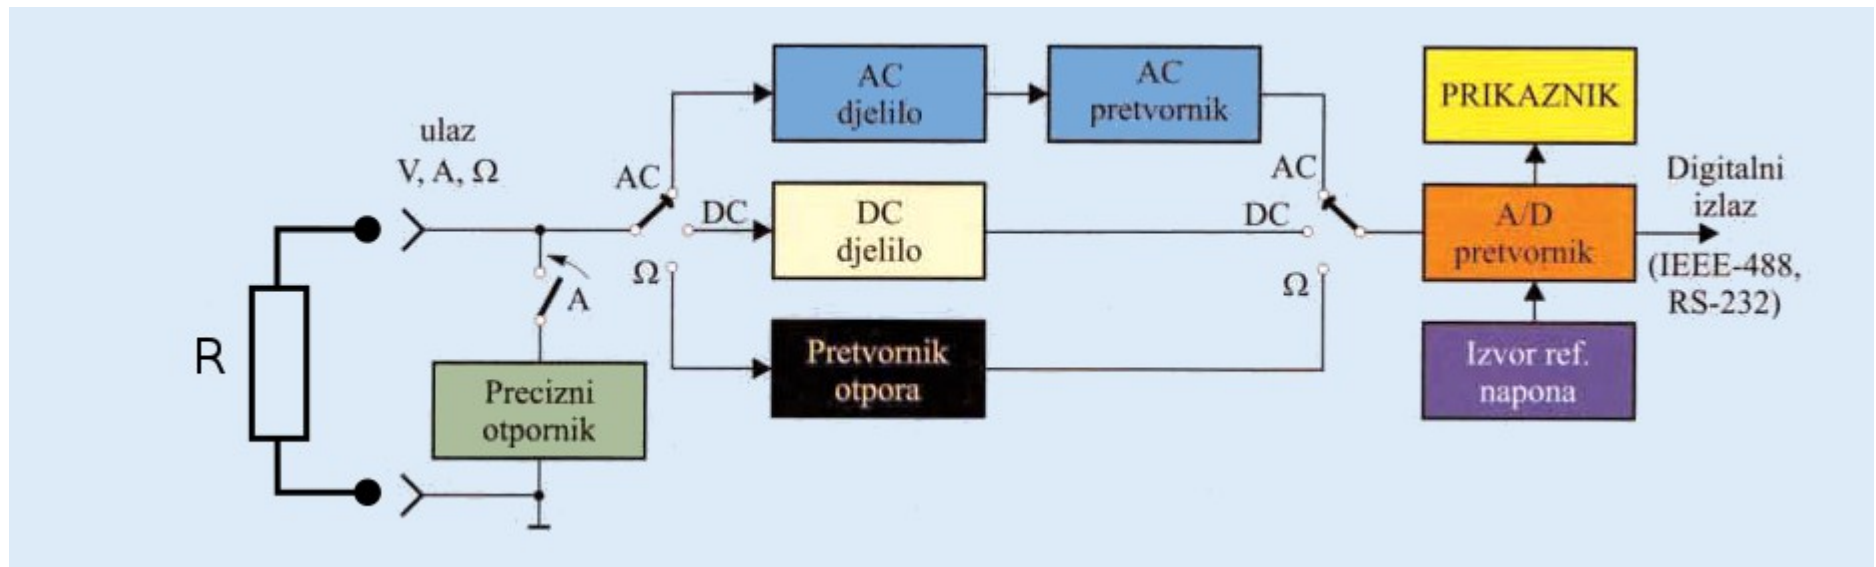 ulaz
V, A, Ω
R
A
Precizni
otpornik
AC
DC
Ω
AC
djelilo
AC
pretvornik
DC
djelilo
Pretvornik
otpora
AC
DC
Ω
PRIKAZNIK
A/D
pretvornik
Izvor ref.
napona
Digitalni
izlaz
(IEEE-488,
RS-232)